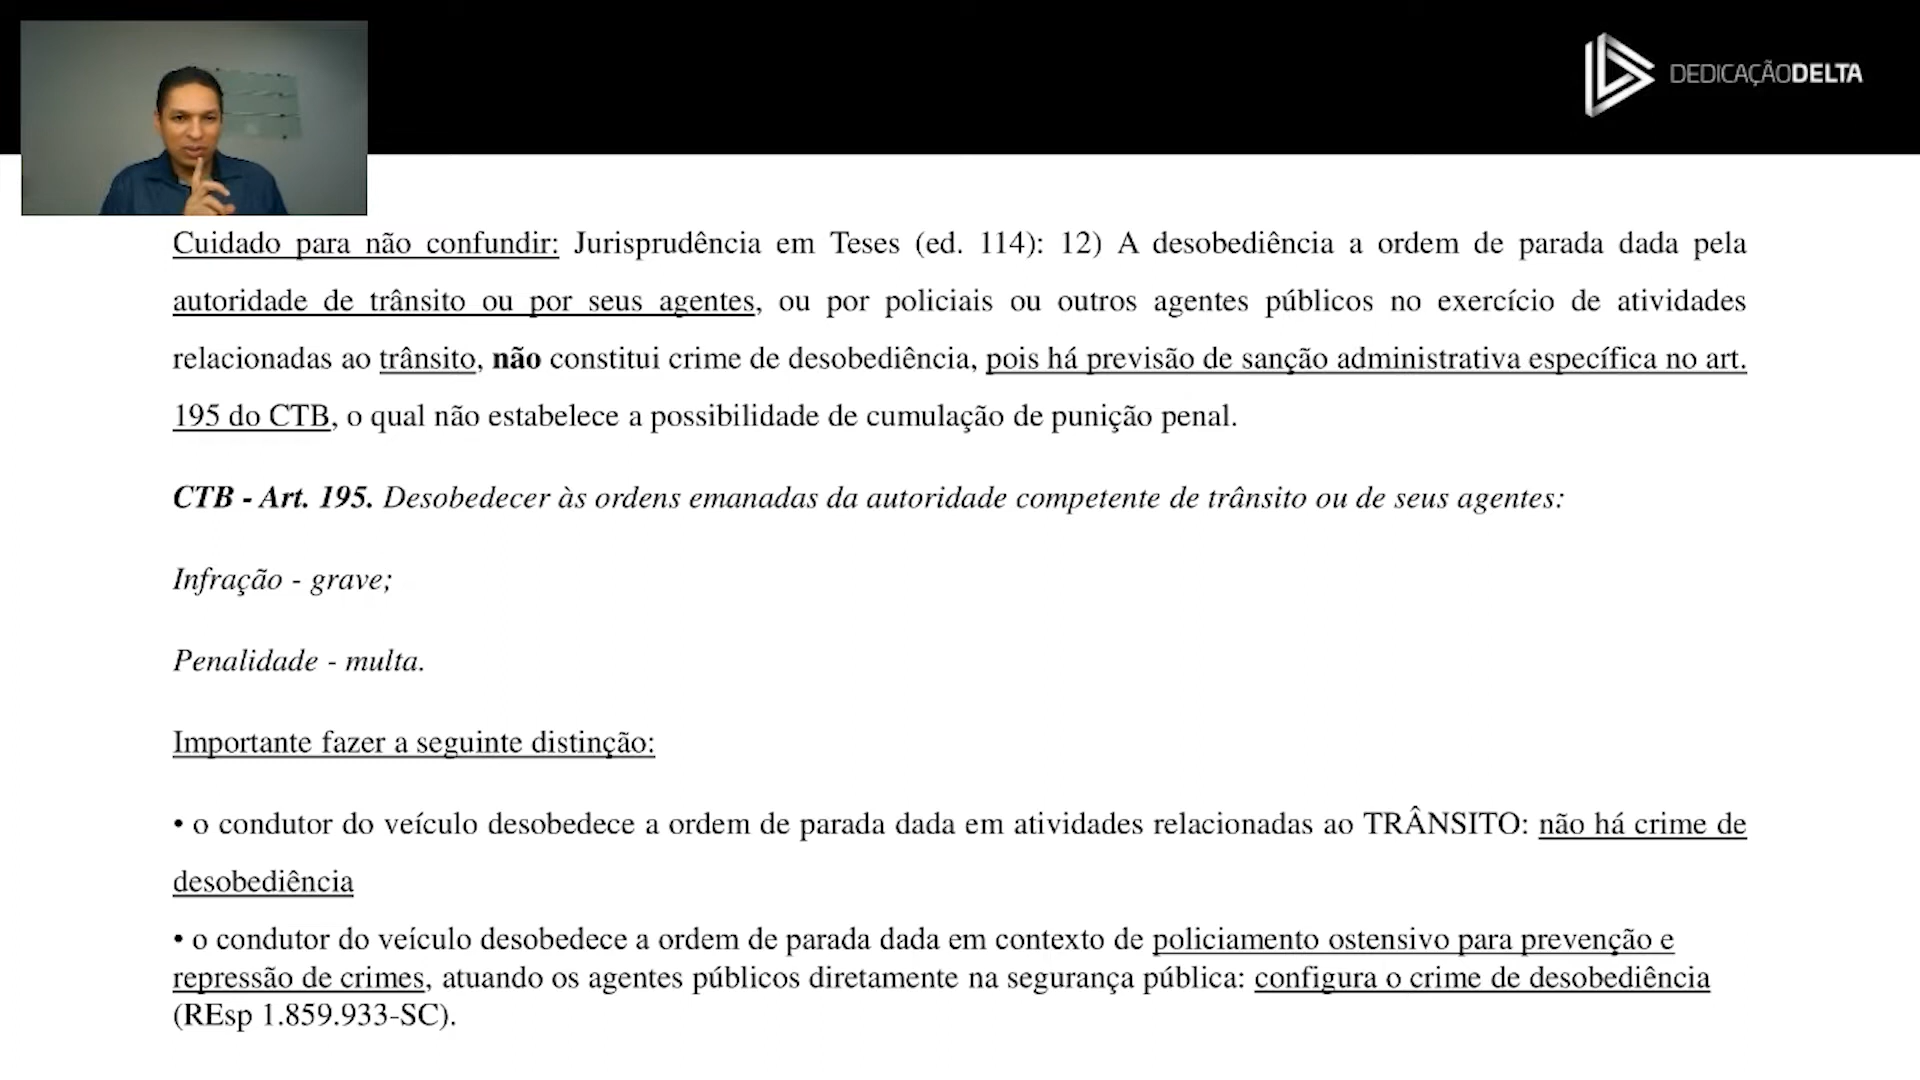 DEDICAÇÃODELTA
Cuidado para não confundir: Jurisprudência em Teses (ed. 114): 12) A desobediência a ordem de parada dada pela
autoridade de trânsito ou por seus agentes, ou por policiais ou outros agentes públicos no exercício de atividades
relacionadas ao trânsito, não constitui crime de desobediência, pois há previsão de sanção administrativa específica no art.
195 do CTB, o qual não estabelece a possibilidade de cumulação de punição penal.
CTB - Art. 195. Desobedecer às ordens emanadas da autoridade competente de trânsito ou de seus agentes:
Infração - grave;
Penalidade - multa.
Importante fazer a seguinte distinção:
• o condutor do veículo desobedece a ordem de parada dada em atividades relacionadas ao TRÂNSITO: não há crime de
desobediência
• o condutor do veículo desobedece a ordem de parada dada em contexto de policiamento ostensivo para prevenção e
repressão de crimes, atuando os agentes públicos diretamente na segurança pública: configura o crime de desobediência
(REsp 1.859.933-SC).